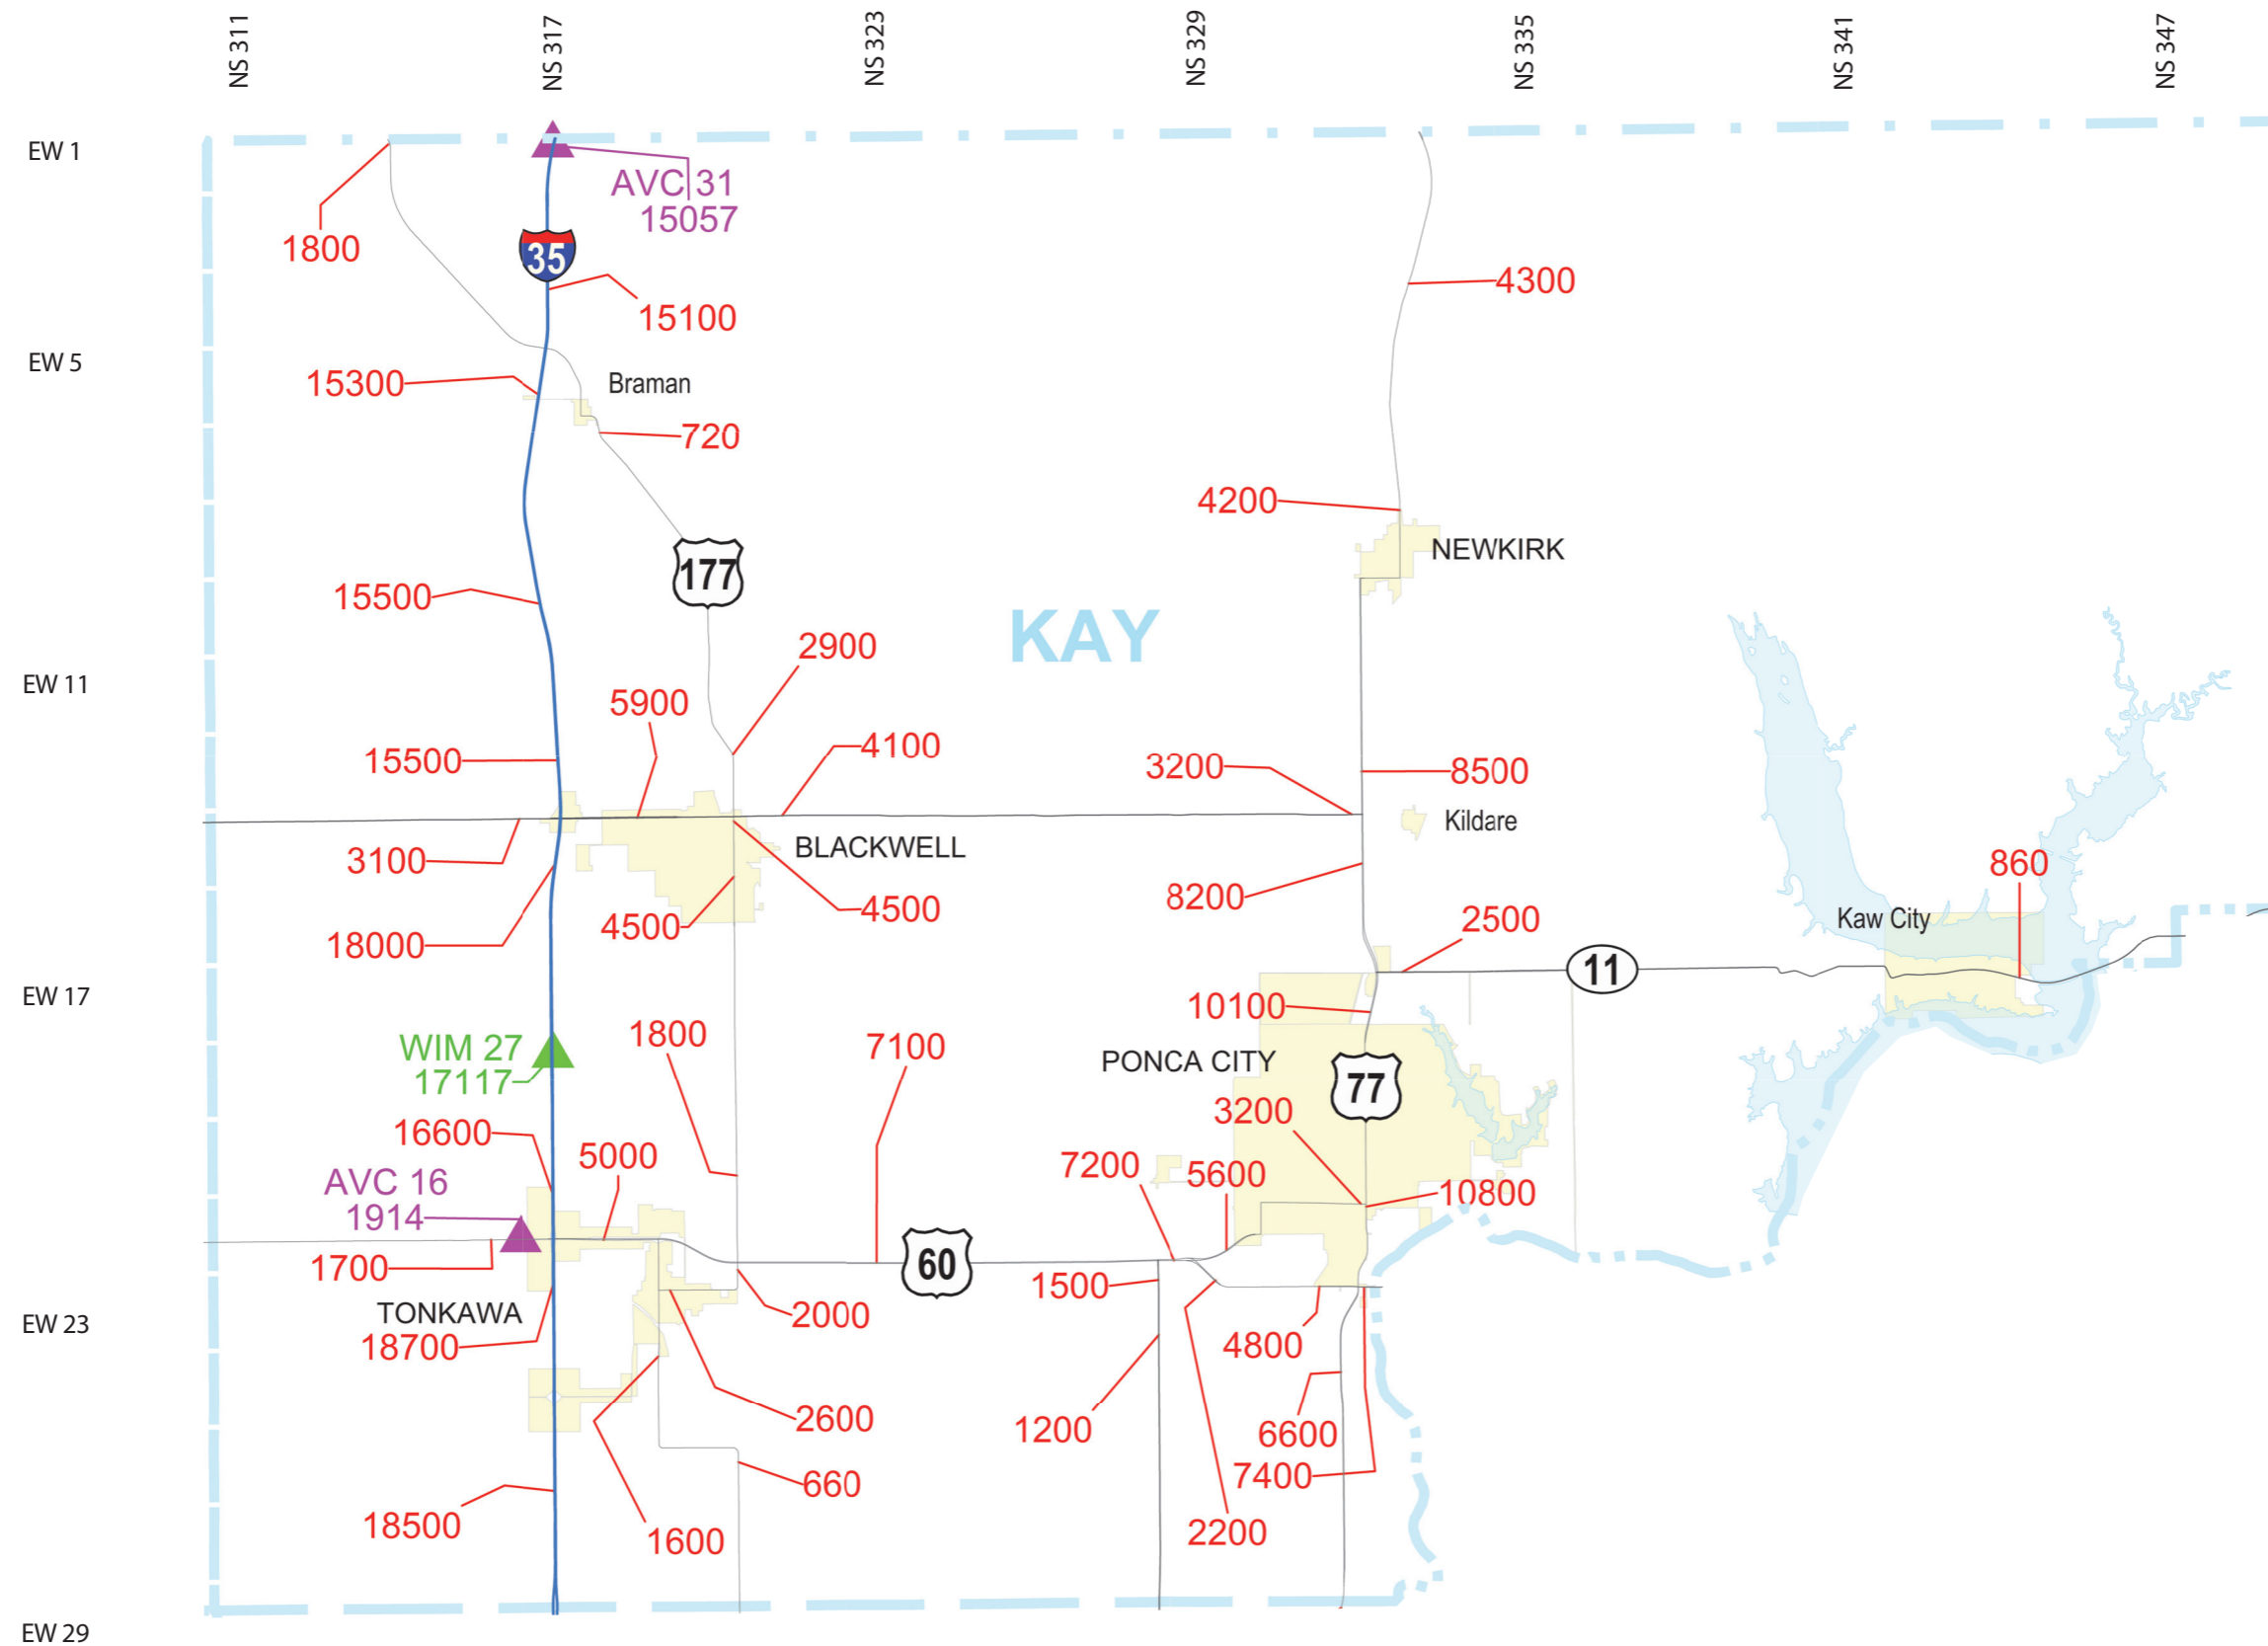 NS 311
NS 317
NS 323
NS 329
NS 335
NS 341
NS 347
EW 1
AVC 31
15057
1800
35
4300
15100
EW 5
15300
Braman
720
4200
NEWKIRK
177
15500
KAY
2900
EW 11
5900
4100
15500
3200
8500
Kildare
BLACKWELL
3100
860
8200
4500
2500
Kaw City
4500
18000
11
EW 17
10100
1800
7100
WIM 27
17117
PONCA CITY
77
3200
16600
5000
7200
5600
AVC 16
1914
10800
1700
60
1500
TONKAWA
2000
EW 23
18700
4800
2600
1200
6600
7400
660
18500
1600
2200
EW 29